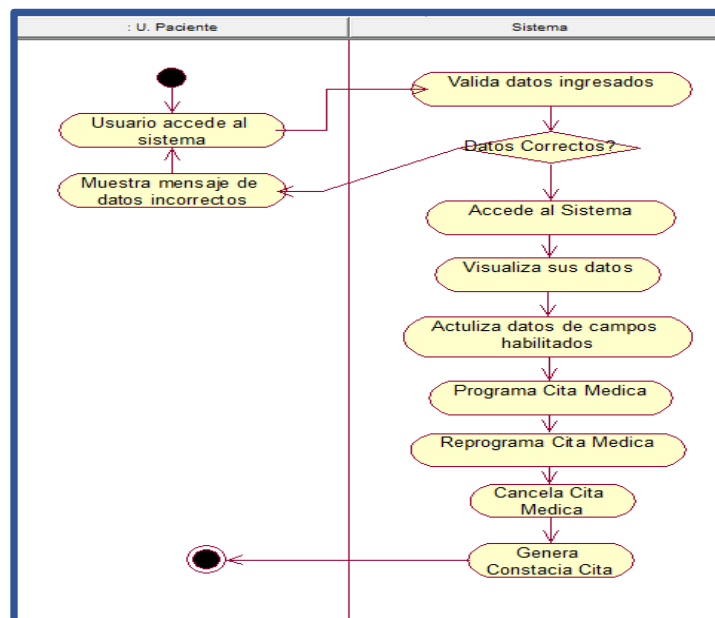 : U. Paciente
Sistema
Valida datos ingresados
Usuario accede al
sistema
Datos Correctos?
Muestra mensaje de
datos incorrectos
Accede al Sistema
Visualiza sus datos
Actuliza datos de campos
habilitados
Programa Cita Medica
Reprograma Cita Medica
Cancela Cita
Medica
Genera
Constacia Cita